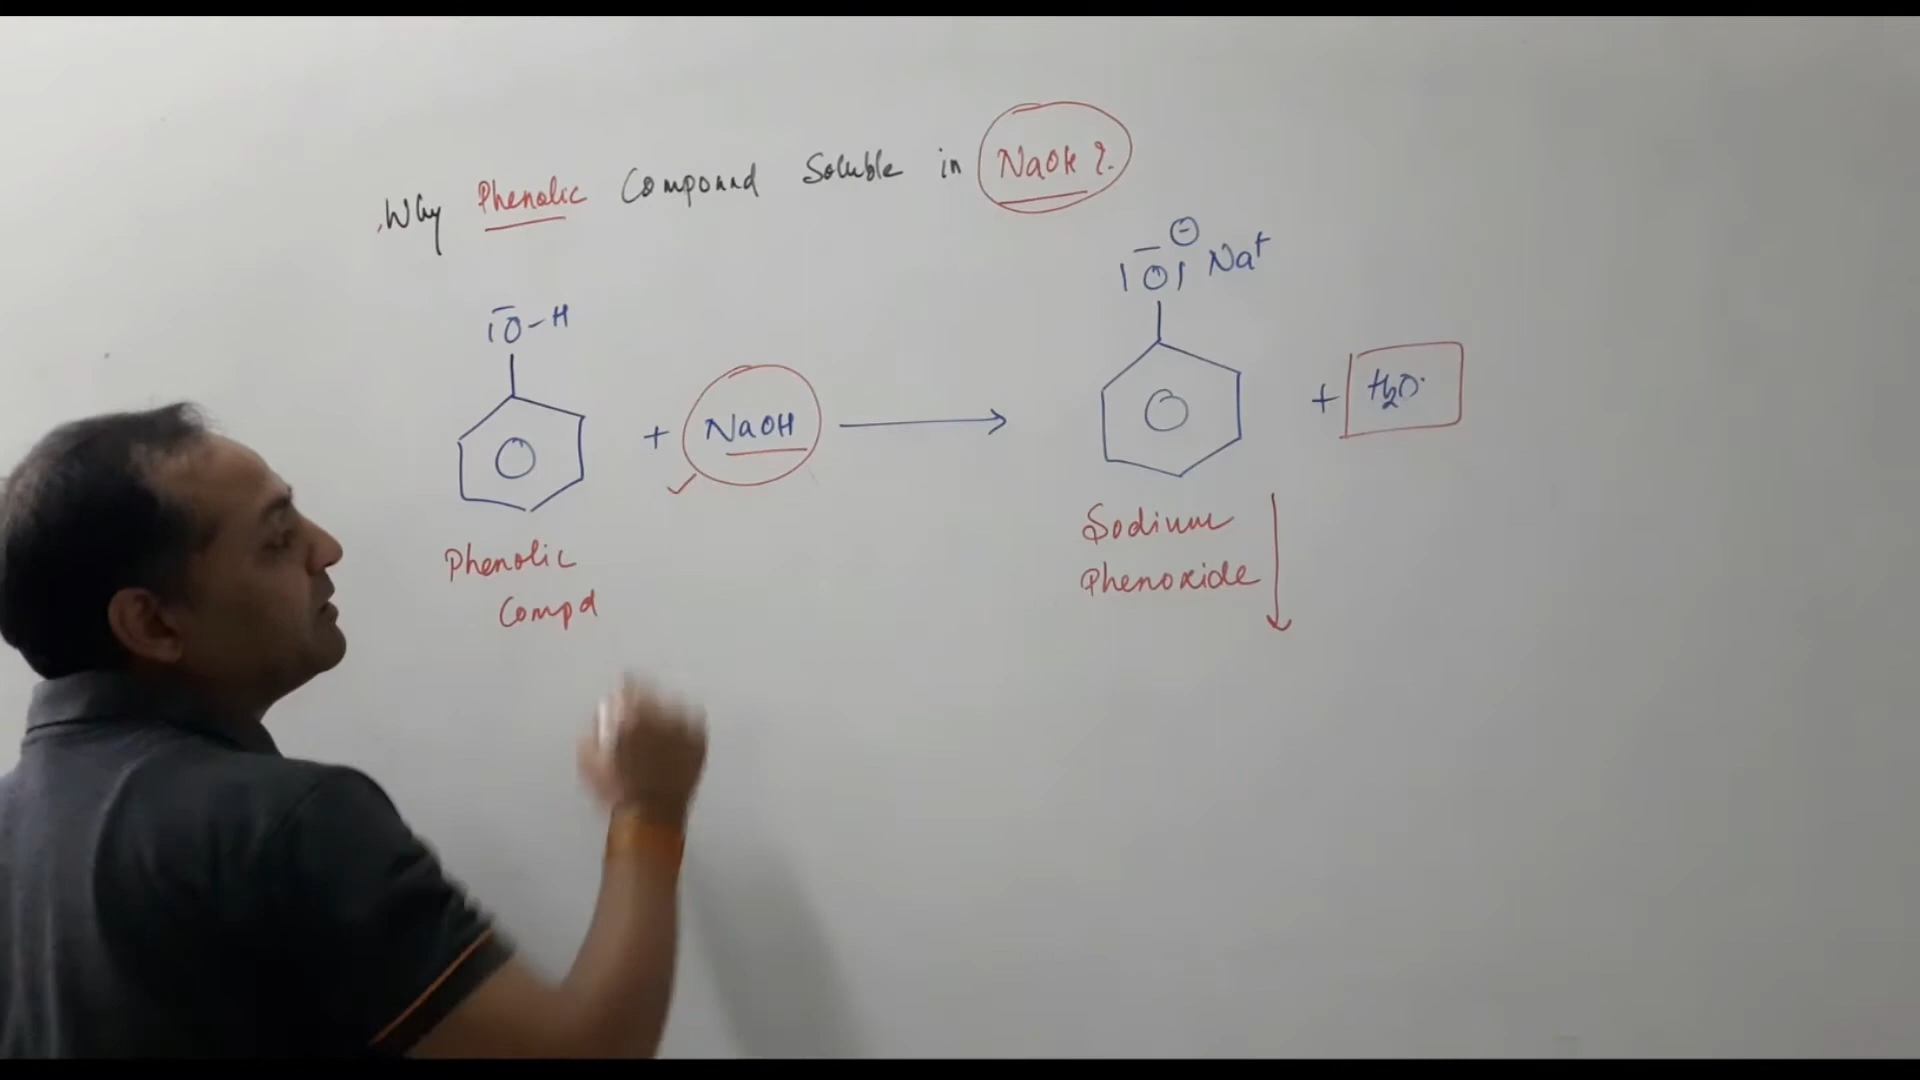 Why Phenolic Compound Soluble in NaOH ?
O-H
O ⊖ Na+
+ NaOH → + H2O
Phenolic
Compd
Sodium
Phenoxide